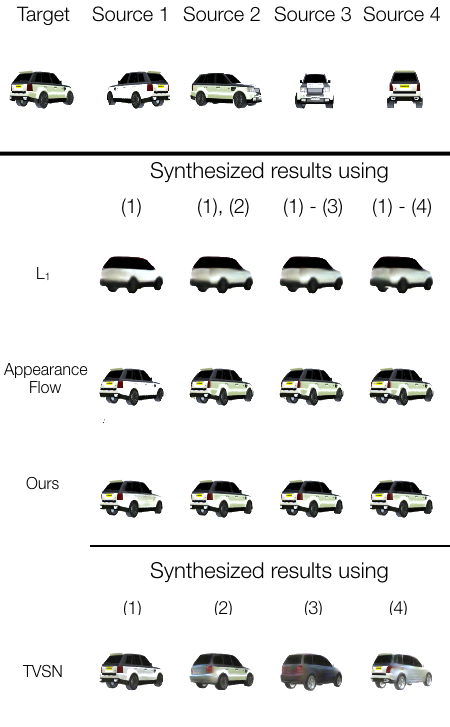 Target Source 1 Source 2 Source 3 Source 4
Synthesized results using
(1) (1), (2) (1) - (3) (1) - (4)
L₁
Appearance
Flow
Ours
Synthesized results using
(1) (2) (3) (4)
TVSN